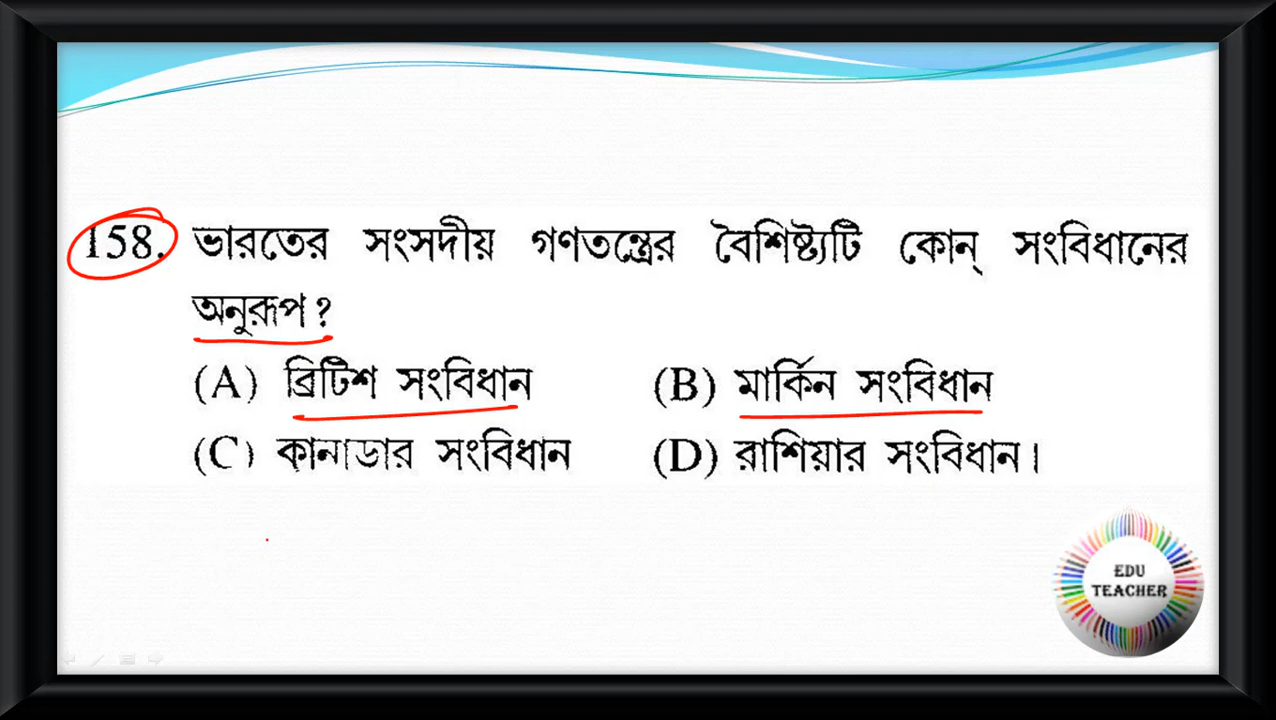 158. ভারতের সংসদীয় গণতন্ত্রের বৈশিষ্ট্যটি কোন্ সংবিধানের
অনুরূপ?
(A) ব্রিটিশ সংবিধান (B) মার্কিন সংবিধান
(C) কানাডার সংবিধান (D) রাশিয়ার সংবিধান।
EDU
TEACHER